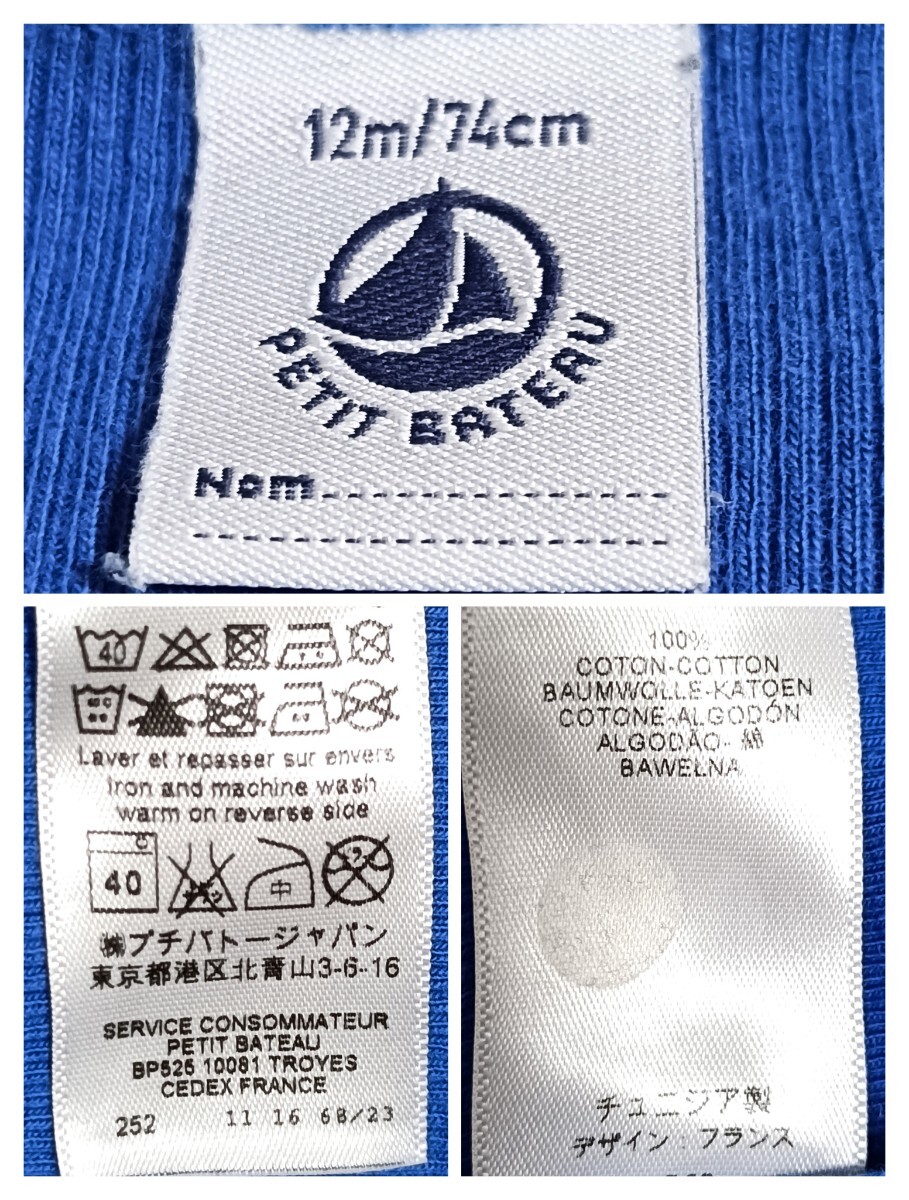 12m/74cm
PETIT BATEAU
Nom
40
40
Laver et repasser sur envers
Iron and machine wash
warm on reverse side
40
中
㈱プチバトージャパン
東京都港区北青山3-6-16
SERVICE CONSOMMATEUR
PETIT BATEAU
BP525 10081 TROYES
CEDEX FRANCE
252 11 16 68/23
100%
COTON-COTTON
BAUMWOLLE-KATOEN
COTONE-ALGODÓN
ALGODÃO- 綿
BAWEŁNA
チュニジア製
デザイン：フランス